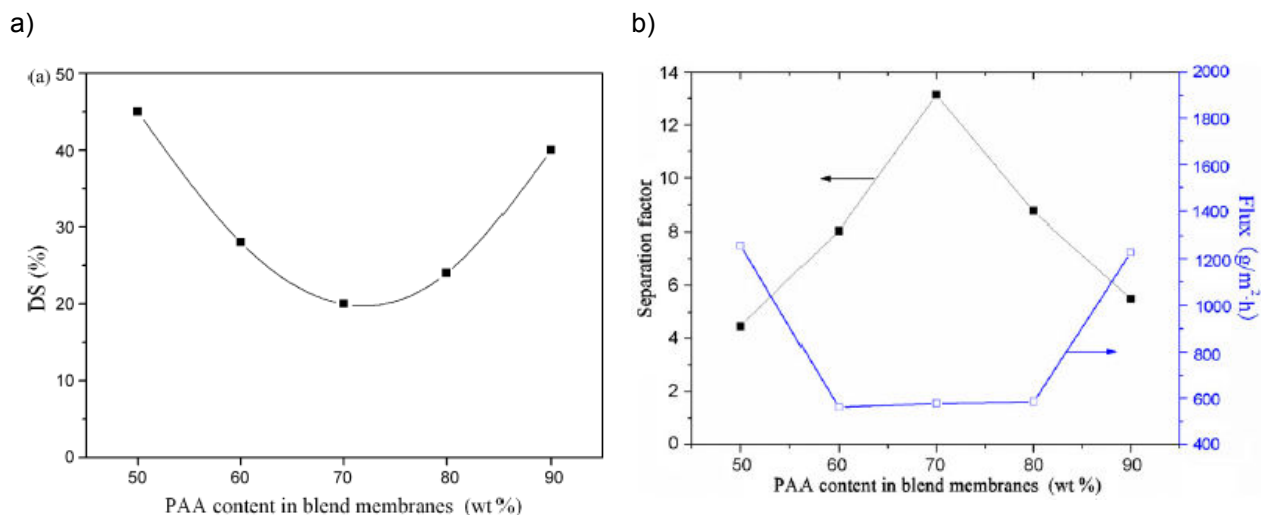 a)
b)
(a)
50
40
30
20
10
0
DS (%)
50 60 70 80 90
PAA content in blend membranes (wt %)
14
12
10
8
6
4
2
0
Separation factor
2000
1800
1600
1400
1200
1000
800
600
400
Flux (g/m²·h)
50 60 70 80 90
PAA content in blend membranes (wt %)